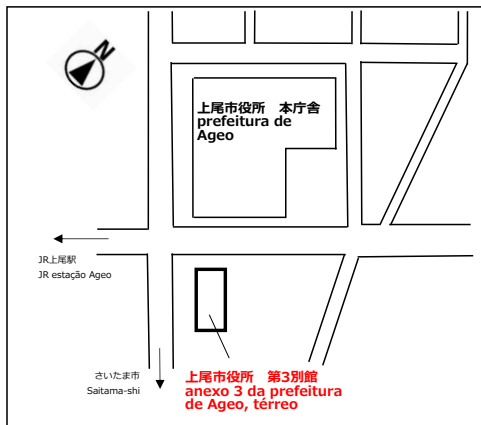 N
上尾市役所　本庁舎
prefeitura de
Ageo
JR上尾駅
JR estação Ageo
さいたま市
Saitama-shi
上尾市役所　第3別館
anexo 3 da prefeitura
de Ageo, térreo